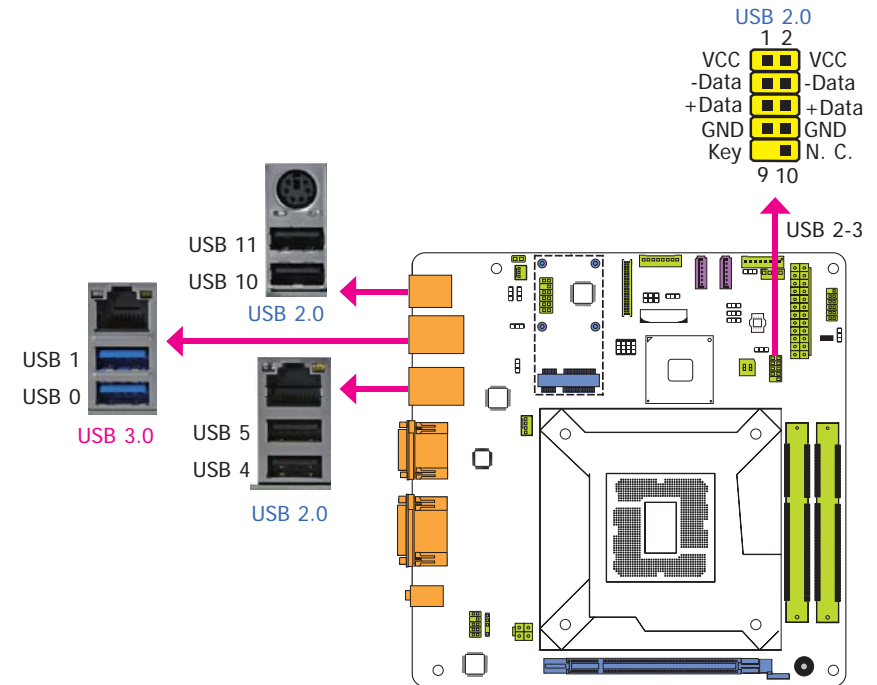 USB 2.0
1 2
VCC VCC
-Data -Data
+Data +Data
GND GND
Key N. C.
9 10
USB 2-3
USB 11
USB 10
USB 2.0
USB 1
USB 0
USB 3.0
USB 5
USB 4
USB 2.0